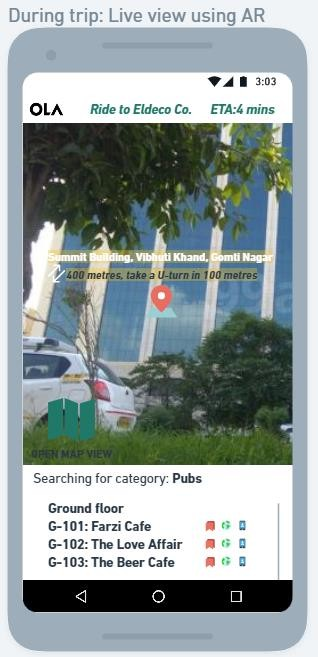 During trip: Live view using AR
3:03
OLA
Ride to Eldeco Co. ETA:4 mins
Summit Building, Vibhuti Khand, Gomti Nagar
400 metres, take a U-turn in 100 metres
OPEN MAP VIEW
Searching for category: Pubs
Ground floor
G-101: Farzi Cafe
G-102: The Love Affair
G-103: The Beer Cafe